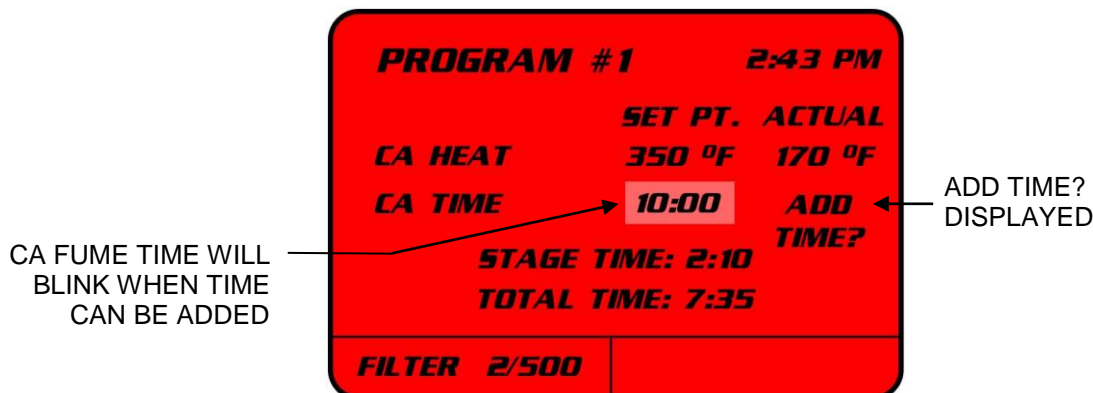 PROGRAM #1 2:43 PM
SET PT. ACTUAL
CA HEAT 350 ºF 170 ºF
CA TIME 10:00 ADD
TIME?
STAGE TIME: 2:10
TOTAL TIME: 7:35
FILTER 2/500
CA FUME TIME WILL
BLINK WHEN TIME
CAN BE ADDED
ADD TIME?
DISPLAYED